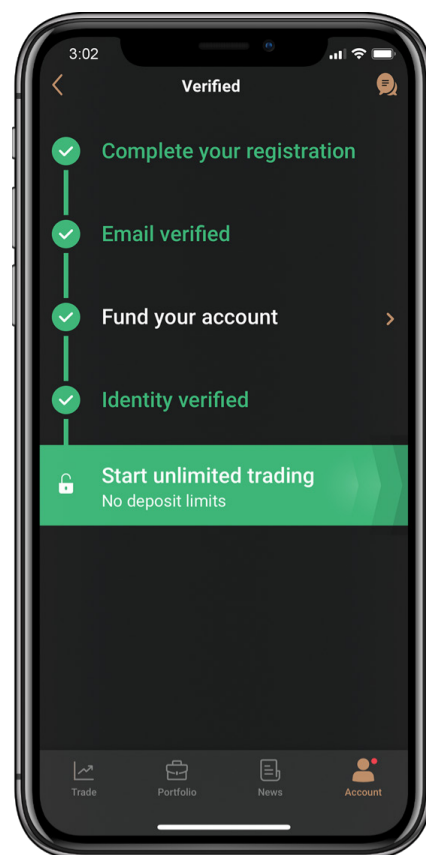 3:02
Verified
Complete your registration
Email verified
Fund your account
Identity verified
Start unlimited trading
No deposit limits
Trade
Portfolio
News
Account